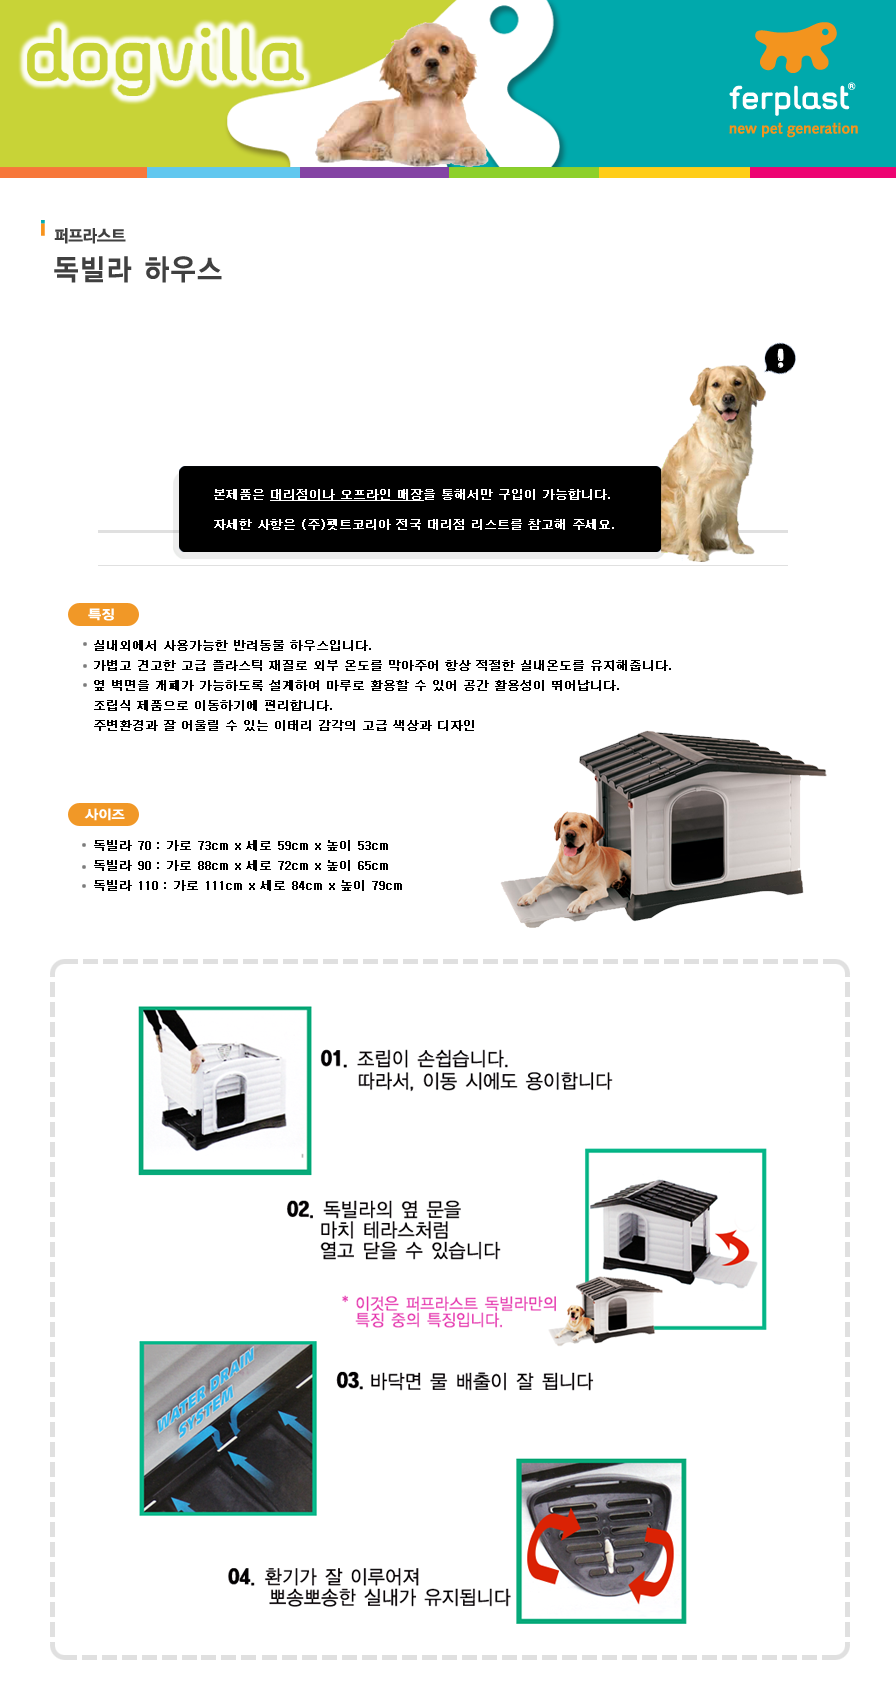 dogvilla
ferplast®
new pet generation
퍼프라스트
독빌라 하우스
본제품은 대리점이나 오프라인 매장을 통해서만 구입이 가능합니다.
자세한 사항은 (주)펫트코리아 전국 대리점 리스트를 참고해 주세요.
특징
• 실내외에서 사용가능한 반려동물 하우스입니다.
• 가볍고 견고한 고급 플라스틱 재질로 외부 온도를 막아주어 항상 적절한 실내온도를 유지해줍니다.
• 옆 벽면을 개폐가 가능하도록 설계하여 마루로 활용할 수 있어 공간 활용성이 뛰어납니다.
조립식 제품으로 이동하기에 편리합니다.
주변환경과 잘 어울릴 수 있는 이태리 감각의 고급 색상과 디자인
사이즈
• 독빌라 70 : 가로 73cm x 세로 59cm x 높이 53cm
• 독빌라 90 : 가로 88cm x 세로 72cm x 높이 65cm
• 독빌라 110 : 가로 111cm x 세로 84cm x 높이 79cm
01. 조립이 손쉽습니다.
따라서, 이동 시에도 용이합니다
02. 독빌라의 옆 문을
마치 테라스처럼
열고 닫을 수 있습니다
* 이것은 퍼프라스트 독빌라만의
특징 중의 특징입니다.
WATER DRAIN
SYSTEM
03. 바닥면 물 배출이 잘 됩니다
04. 환기가 잘 이루어져
뽀송뽀송한 실내가 유지됩니다